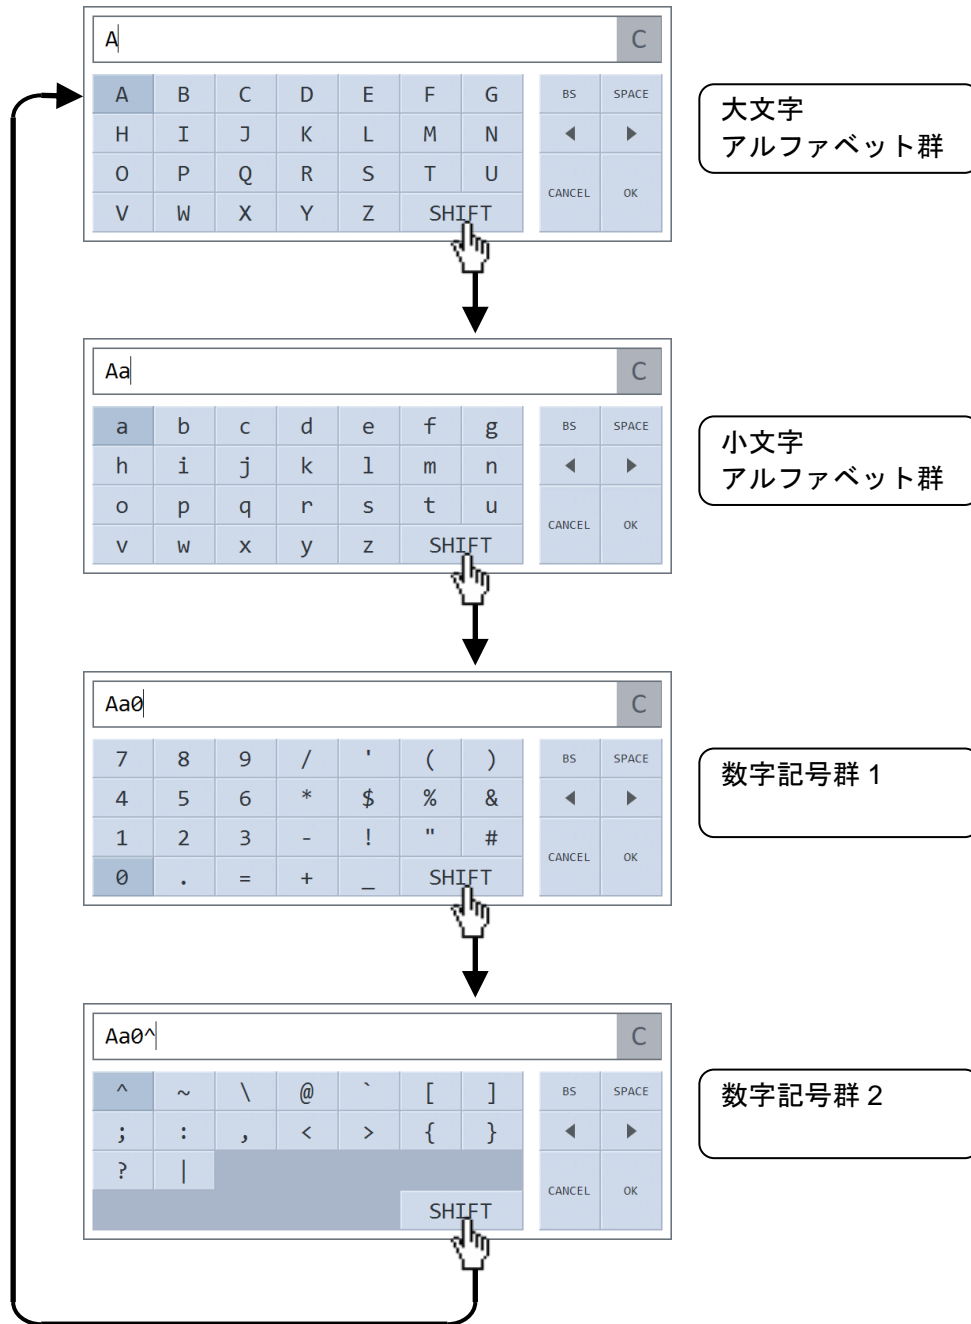 A C
A B C D E F G BS SPACE
H I J K L M N ◀ ▶
O P Q R S T U
CANCEL OK
V W X Y Z SHIFT
大文字
アルファベット群
Aa C
a b c d e f g BS SPACE
h i j k l m n ◀ ▶
o p q r s t u
CANCEL OK
v w x y z SHIFT
小文字
アルファベット群
Aa0 C
7 8 9 / ' ( ) BS SPACE
4 5 6 * $ % & ◀ ▶
1 2 3 - ! " #
CANCEL OK
0 . = + _ SHIFT
数字記号群 1
Aa0^ C
^ ~ \ @ ` [ ] BS SPACE
; : , < > { } ◀ ▶
? |
CANCEL OK
SHIFT
数字記号群 2